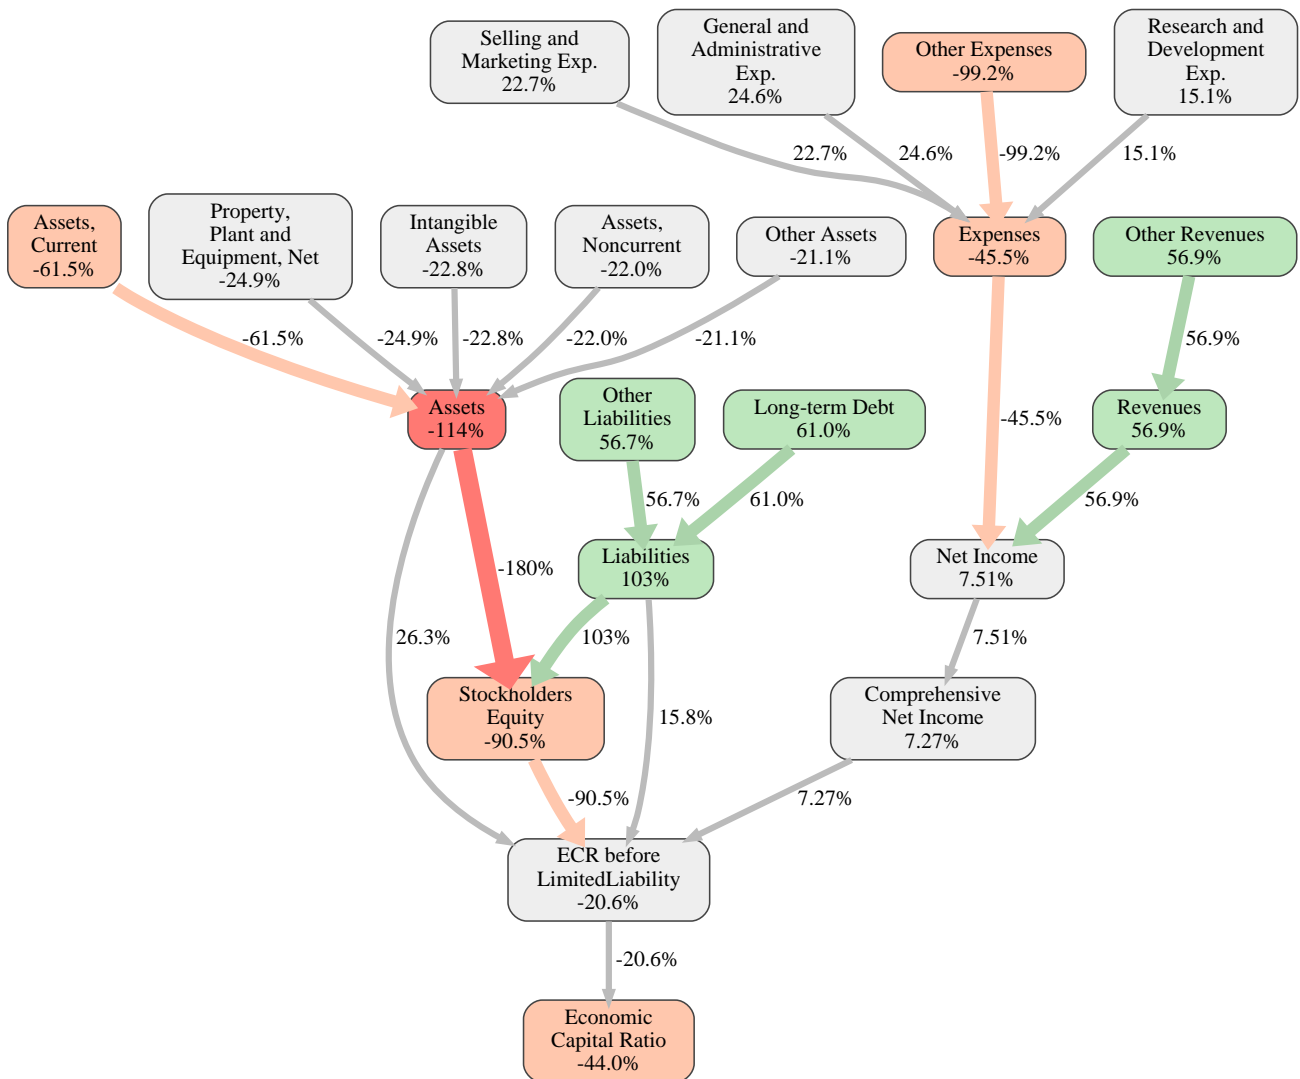 Selling and
Marketing Exp.
22.7%
General and
Administrative
Exp.
24.6%
Other Expenses
-99.2%
Research and
Development
Exp.
15.1%
22.7%
24.6%
-99.2%
15.1%
Assets,
Current
-61.5%
Property,
Plant and
Equipment, Net
-24.9%
Intangible
Assets
-22.8%
Assets,
Noncurrent
-22.0%
Other Assets
-21.1%
Expenses
-45.5%
Other Revenues
56.9%
-61.5%
-24.9%
-22.8%
-22.0%
-21.1%
-45.5%
56.9%
Assets
-114%
Other
Liabilities
56.7%
Long-term Debt
61.0%
Revenues
56.9%
56.7%
61.0%
56.9%
-180%
Liabilities
103%
Net Income
7.51%
26.3%
103%
7.51%
Stockholders
Equity
-90.5%
15.8%
Comprehensive
Net Income
7.27%
-90.5%
7.27%
ECR before
LimitedLiability
-20.6%
-20.6%
Economic
Capital Ratio
-44.0%